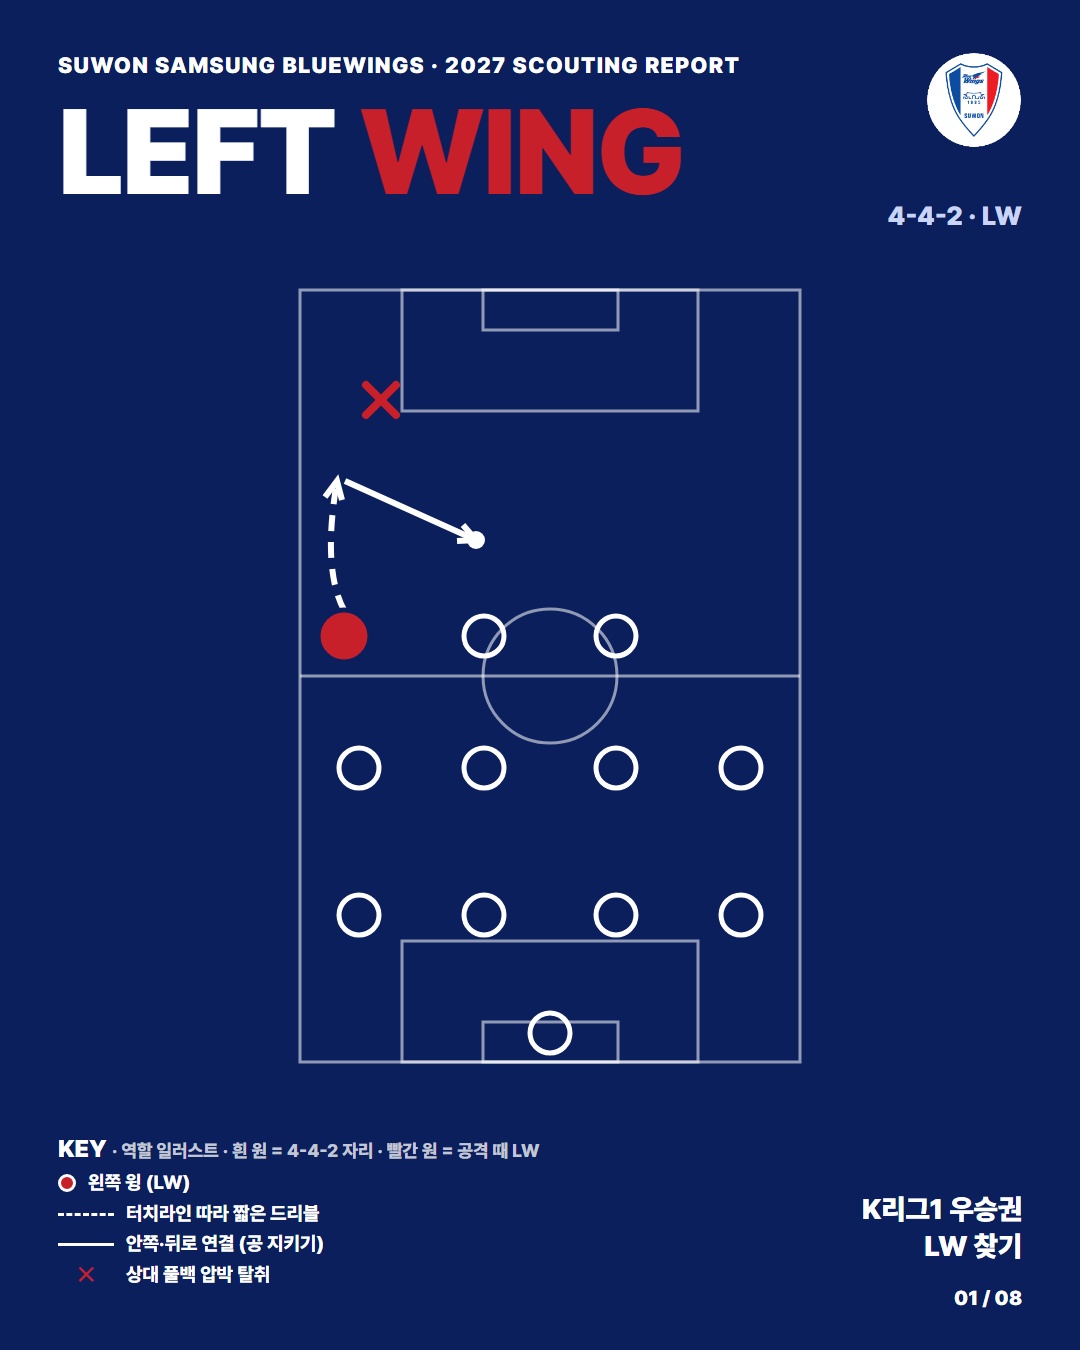 SUWON SAMSUNG BLUEWINGS · 2027 SCOUTING REPORT
LEFT WING
Wings
1995
SUWON
4-4-2 · LW
KEY · 역할 일러스트 · 흰 원 = 4-4-2 자리 · 빨간 원 = 공격 때 LW
왼쪽 윙 (LW)
터치라인 따라 짧은 드리블
안쪽·뒤로 연결 (공 지키기)
상대 풀백 압박 탈취
K리그1 우승권
LW 찾기
01 / 08